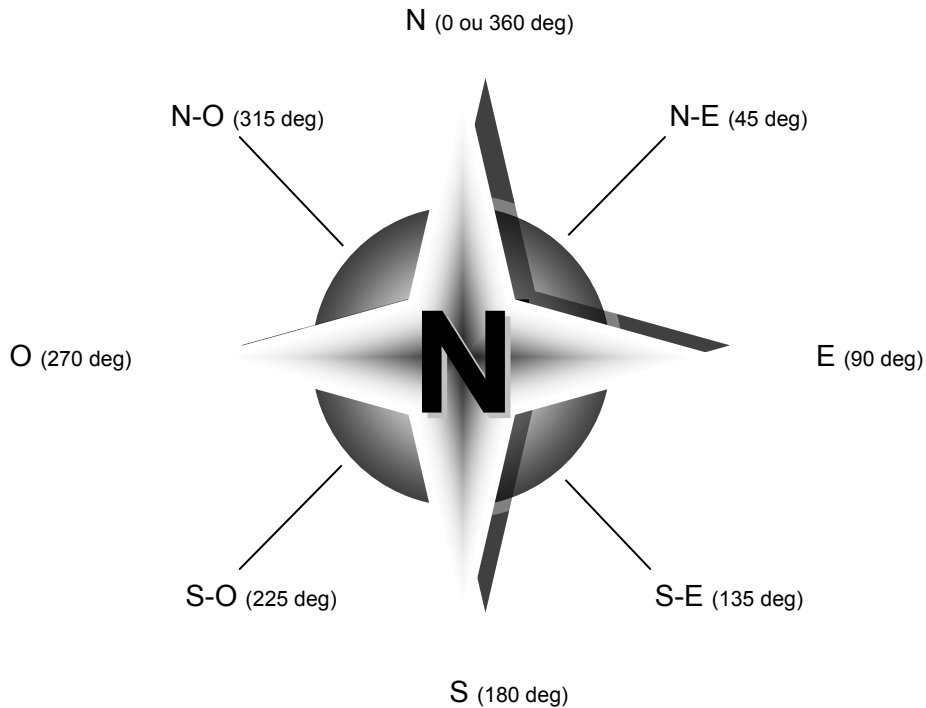 N (0 ou 360 deg)
N-O (315 deg)
N-E (45 deg)
O (270 deg)
N
E (90 deg)
S-O (225 deg)
S-E (135 deg)
S (180 deg)